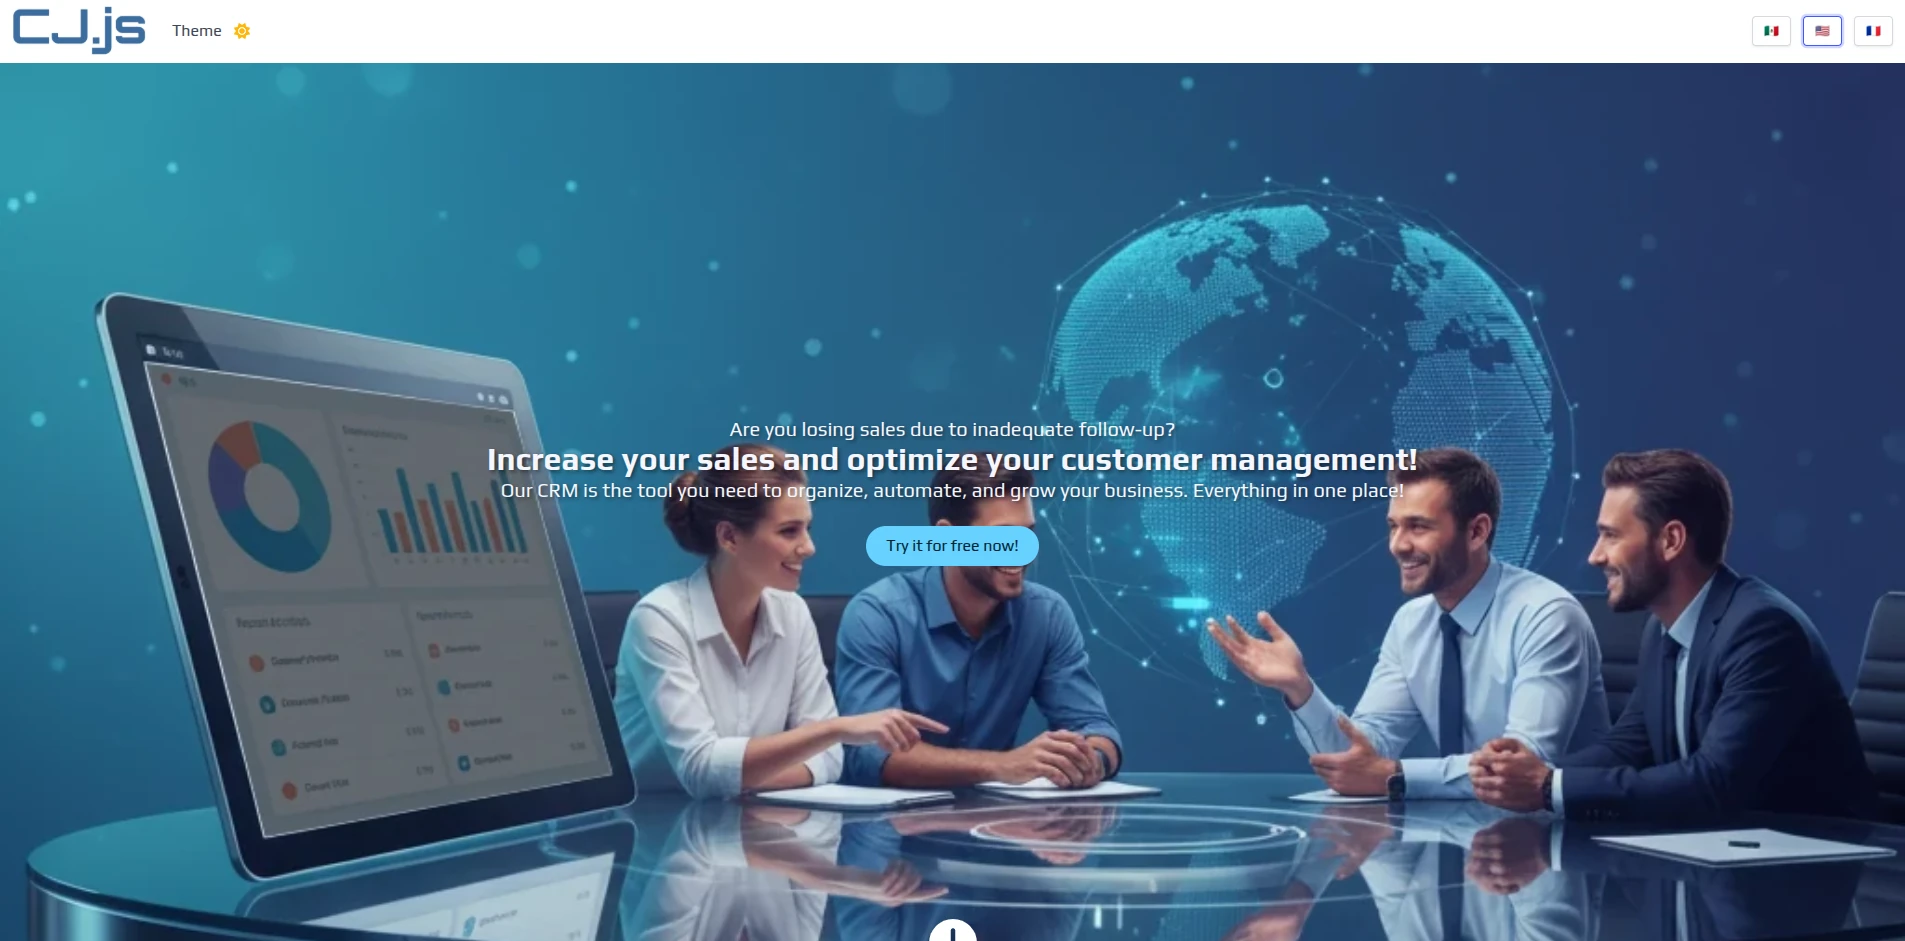 CJ.js
Theme
Are you losing sales due to inadequate follow-up?
Increase your sales and optimize your customer management!
Our CRM is the tool you need to organize, automate, and grow your business. Everything in one place!
Try it for free now!